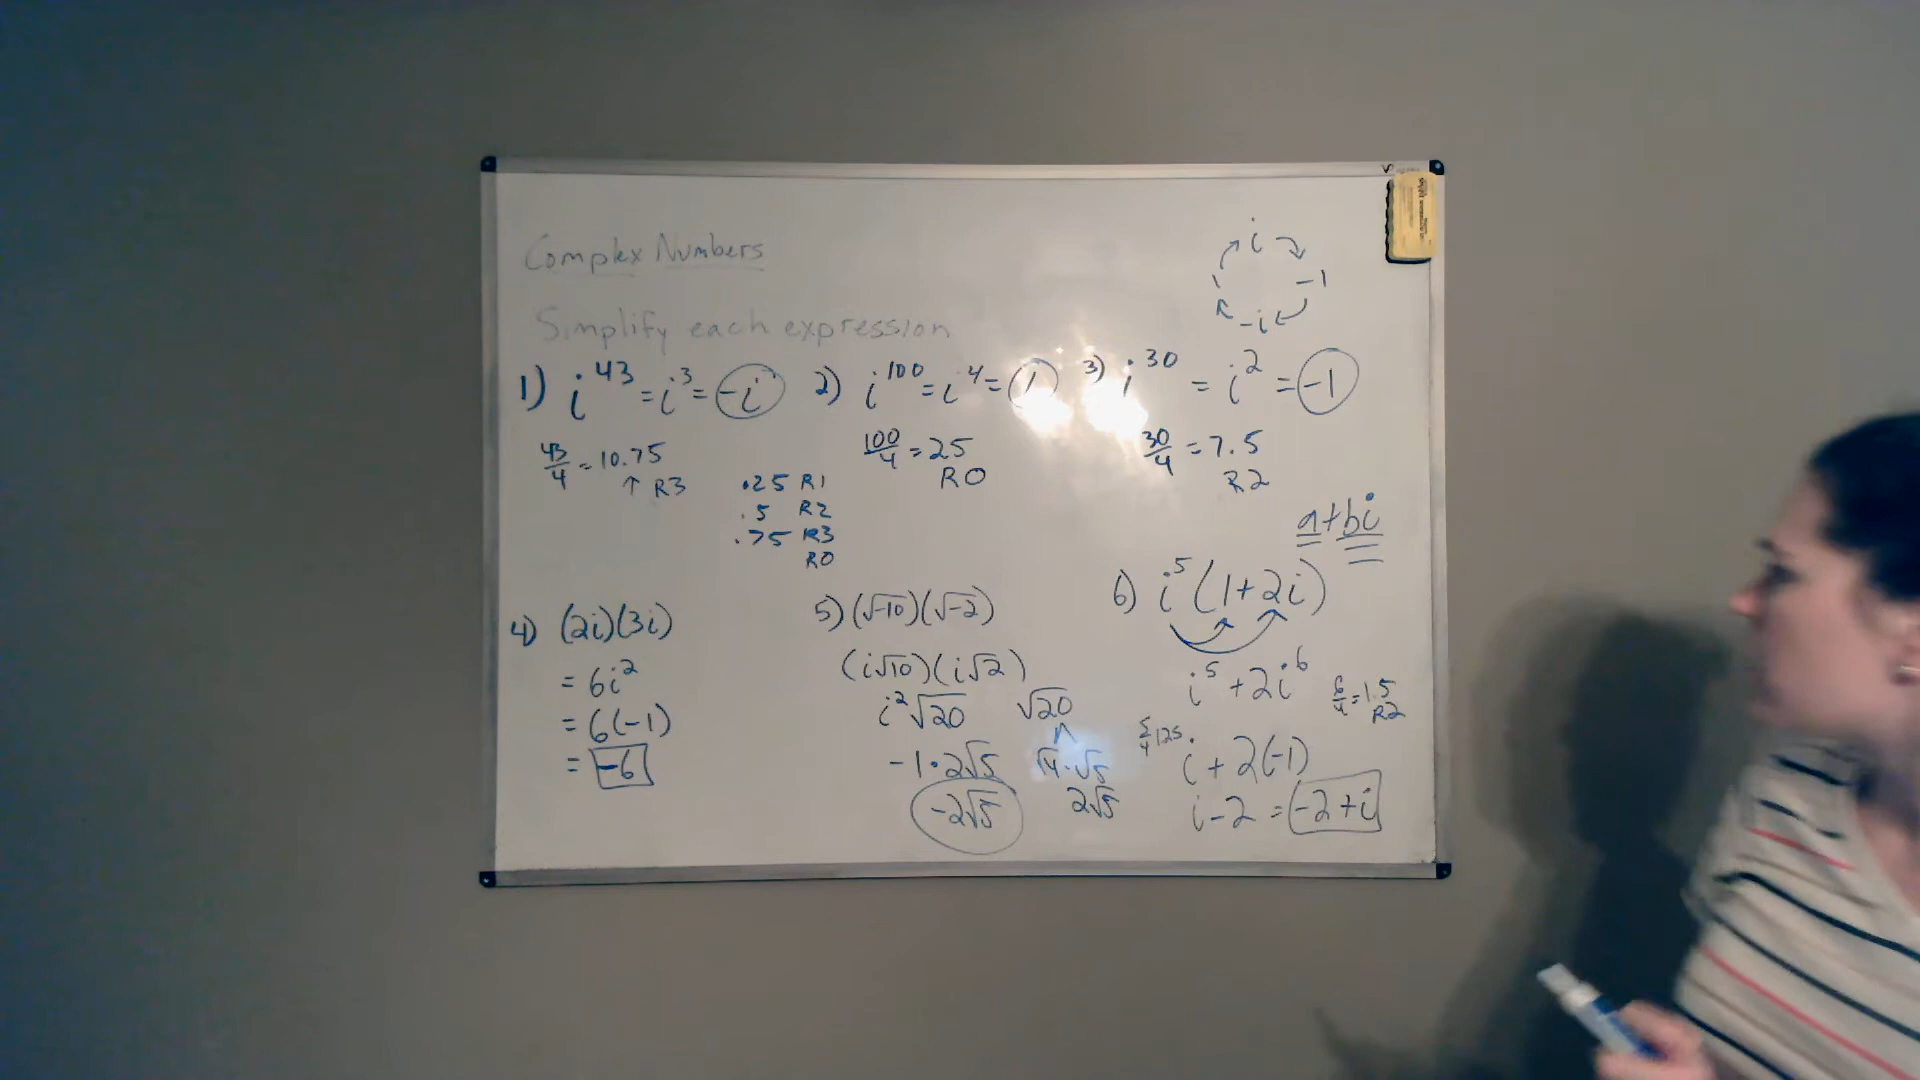 Complex Numbers
i
1 -1
-i
Simplify each expression
1) i^43 = i^3 = -i
43/4 = 10.75
↑ R3
.25 R1
.5 R2
.75 R3
R0
2) i^100 = i^4 = 1
100/4 = 25
R0
3) i^30 = i^2 = -1
30/4 = 7.5
R2
a+bi
4) (2i)(3i)
= 6i^2
= 6(-1)
= -6
5) (√-10)(√-2)
(i√10)(i√2)
i^2√20 √20
-1·2√5 √4·√5
-2√5 2√5
6) i^5(1+2i)
i^5+2i^6 6/4=1.5
R2
i+2(-1)
i-2 = -2+i